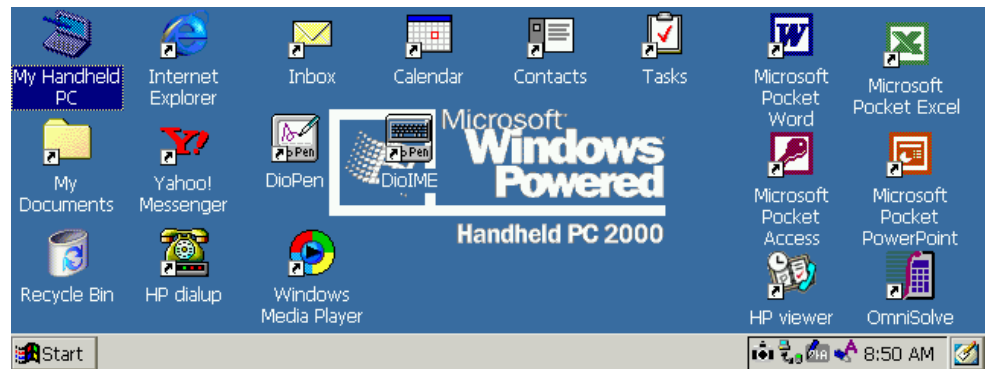 My Handheld
PC
Internet
Explorer
Inbox
Calendar
Contacts
Tasks
Microsoft
Pocket
Word
Microsoft
Pocket Excel
My
Documents
Yahoo!
Messenger
DioPen
DioIME
Microsoft
Windows
Powered
Handheld PC 2000
Microsoft
Pocket
Access
Microsoft
Pocket
PowerPoint
Recycle Bin
HP dialup
Windows
Media Player
HP viewer
OmniSolve
Start
8:50 AM